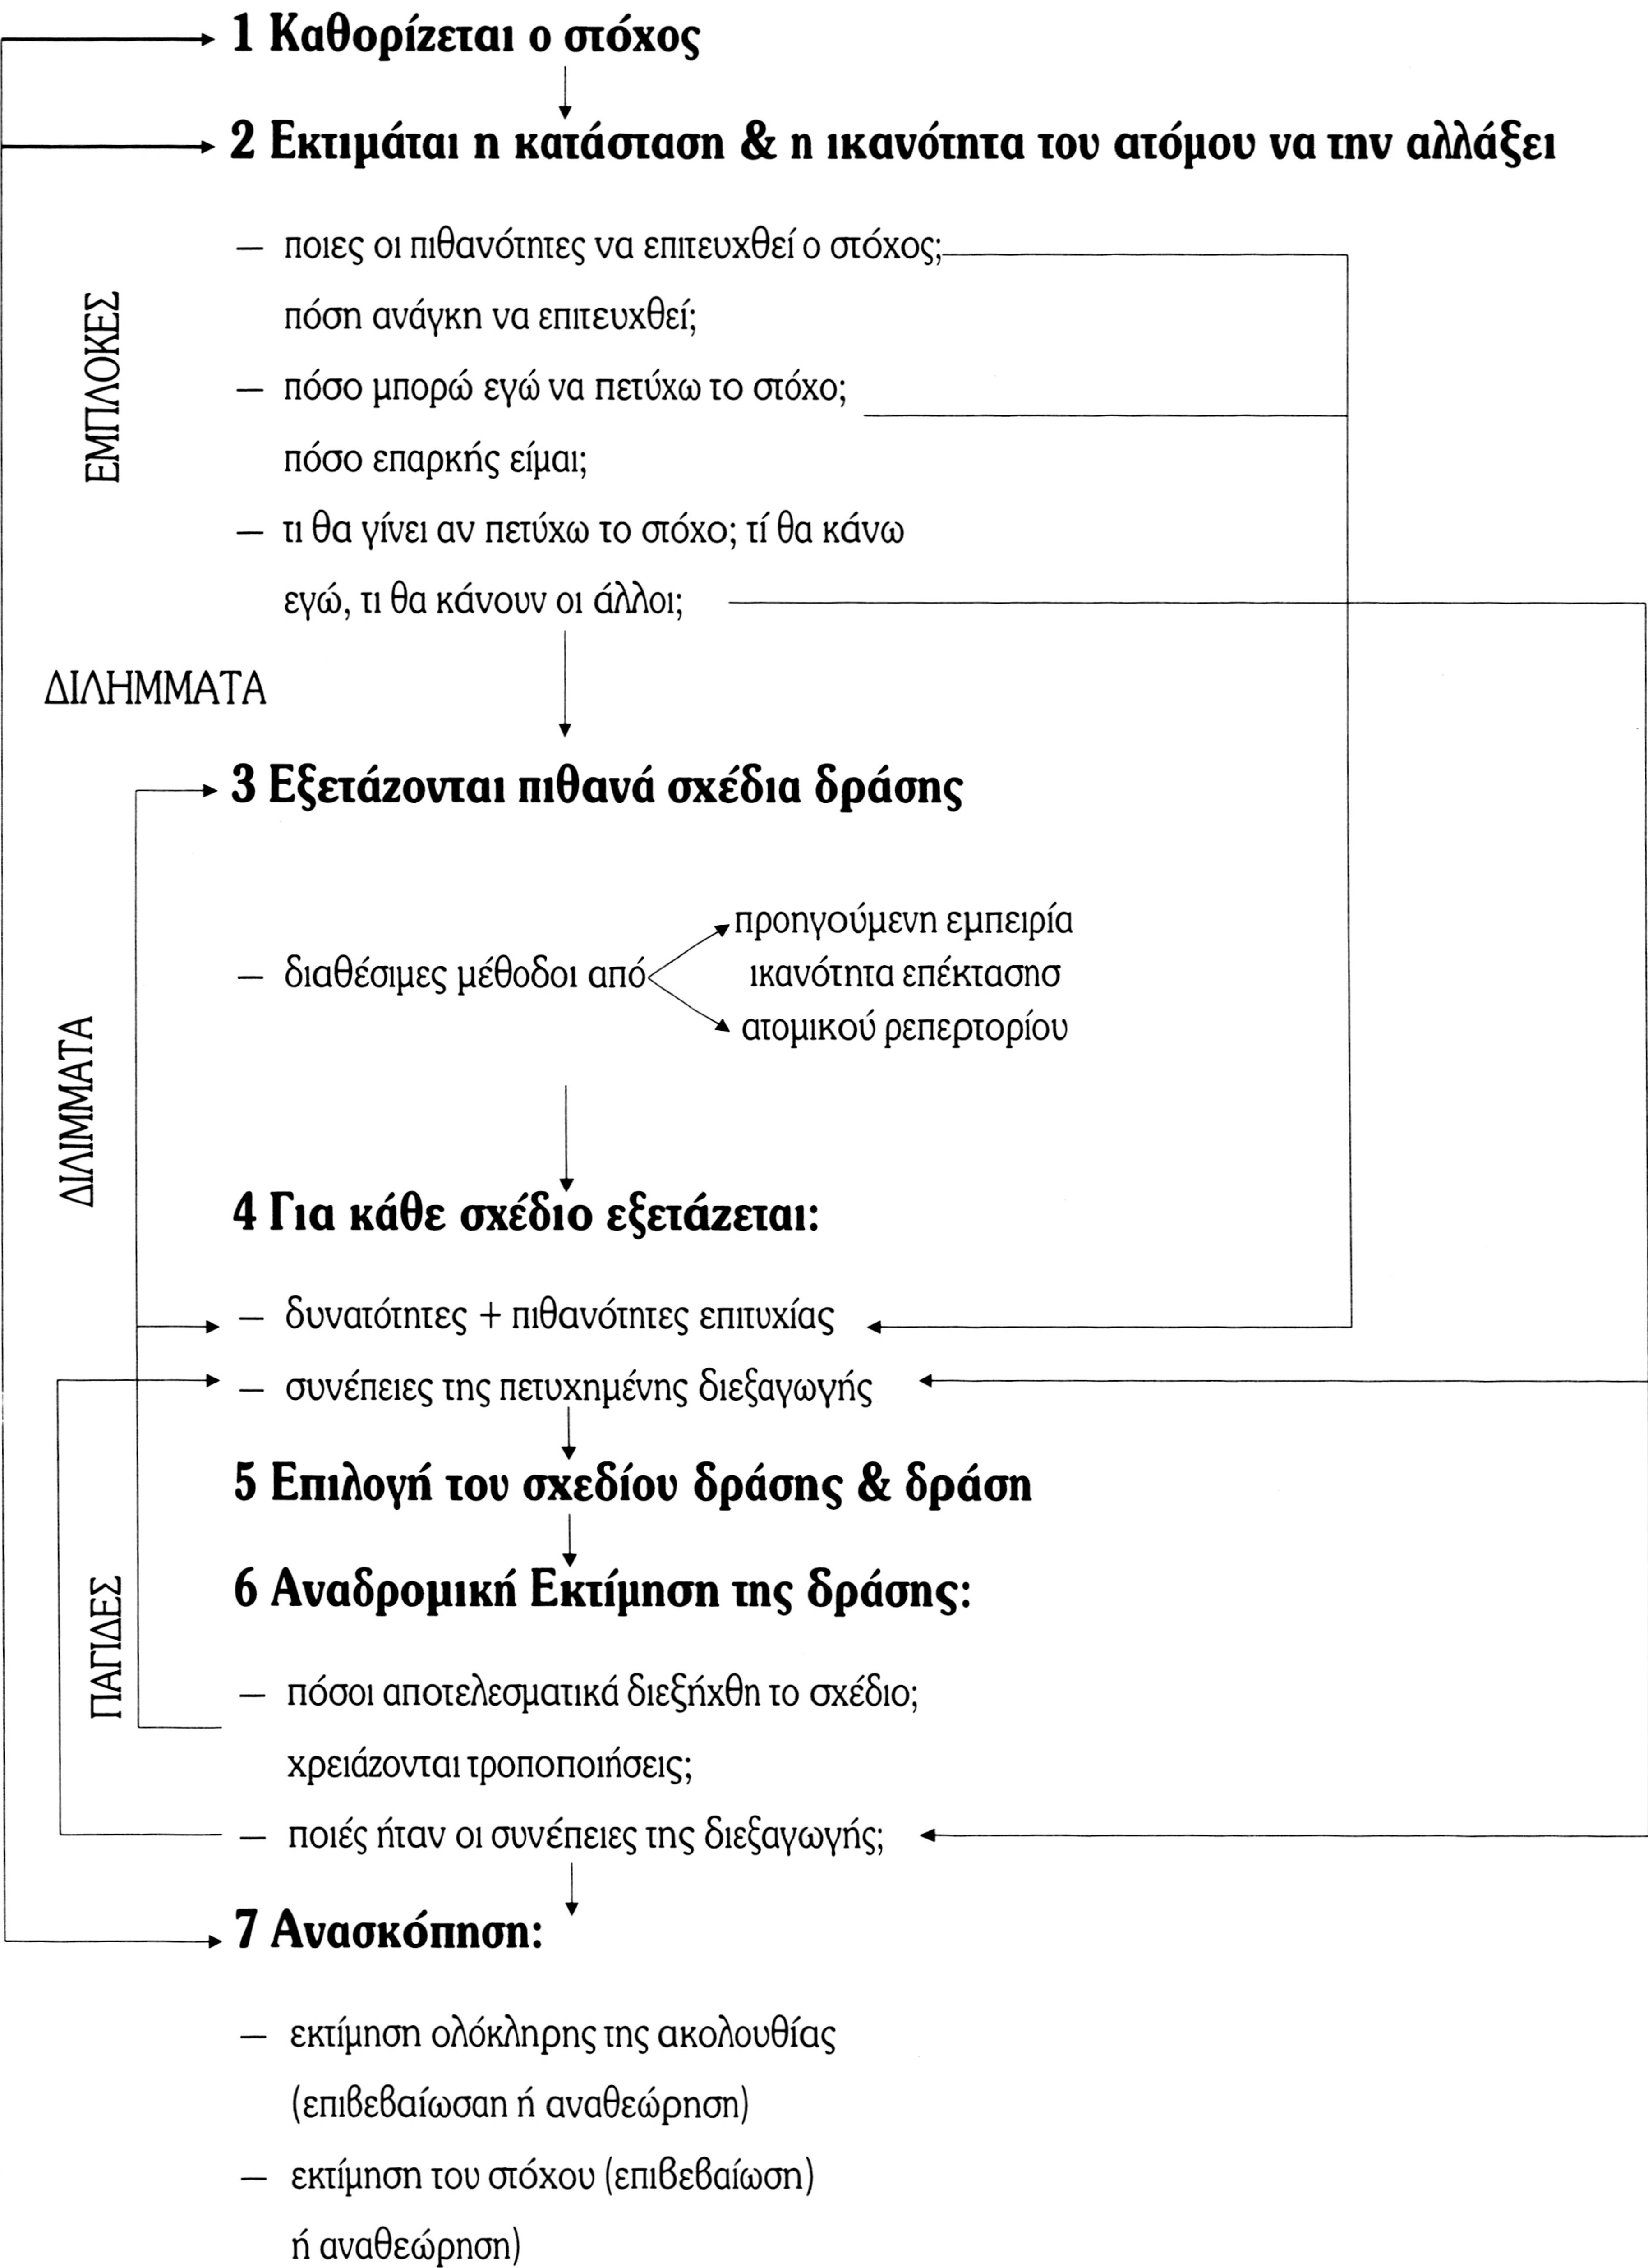 1 Καθορίζεται ο στόχος
2 Εκτιμάται η κατάσταση & η ικανότητα του ατόμου να την αλλάξει
ΕΜΠΛΟΚΕΣ
– ποιες οι πιθανότητες να επιτευχθεί ο στόχος;
πόση ανάγκη να επιτευχθεί;
– πόσο μπορώ εγώ να πετύχω το στόχο;
πόσο επαρκής είμαι;
– τι θα γίνει αν πετύχω το στόχο; τί θα κάνω
εγώ, τι θα κάνουν οι άλλοι;
ΔΙΛΗΜΜΑΤΑ
3 Εξετάζονται πιθανά σχέδια δράσης
ΔΙΛΙΜΜΑΤΑ
προηγούμενη εμπειρία
– διαθέσιμες μέθοδοι από
ικανότητα επέκτασησ
ατομικού ρεπερτορίου
4 Για κάθε σχέδιο εξετάζεται:
– δυνατότητες + πιθανότητες επιτυχίας
– συνέπειες της πετυχημένης διεξαγωγής
5 Επιλογή του σχεδίου δράσης & δράση
6 Αναδρομική Εκτίμηση της δράσης:
ΠΑΓΙΔΕΣ
– πόσοι αποτελεσματικά διεξήχθη το σχέδιο;
χρειάζονται τροποποιήσεις;
– ποιές ήταν οι συνέπειες της διεξαγωγής;
7 Ανασκόπηση:
– εκτίμηση ολόκληρης της ακολουθίας
(επιβεβαίωσαη ή αναθεώρηση)
– εκτίμηση του στόχου (επιβεβαίωση)
ή αναθεώρηση)